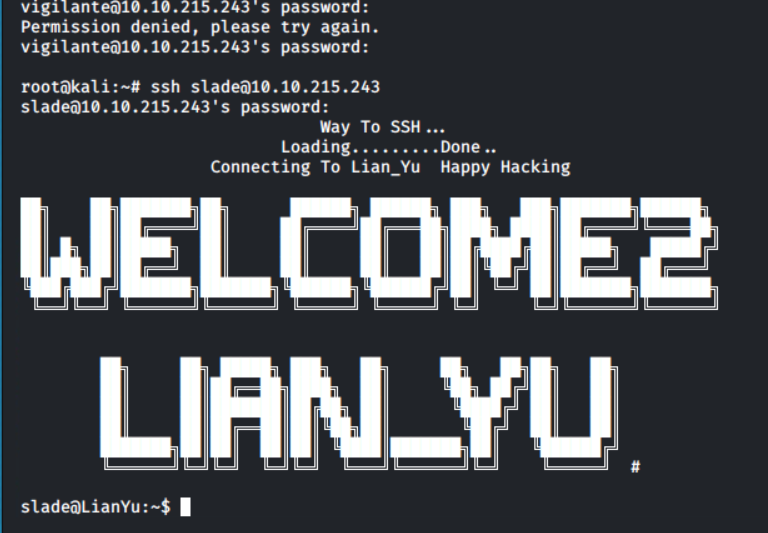 vigilante@10.10.215.243's password:
Permission denied, please try again.
vigilante@10.10.215.243's password:
root@kali:~# ssh slade@10.10.215.243
slade@10.10.215.243's password:
Way To SSH...
Loading.........Done..
Connecting To Lian_Yu  Happy Hacking
WELCOME2
LIAN_YU #
slade@LianYu:~$